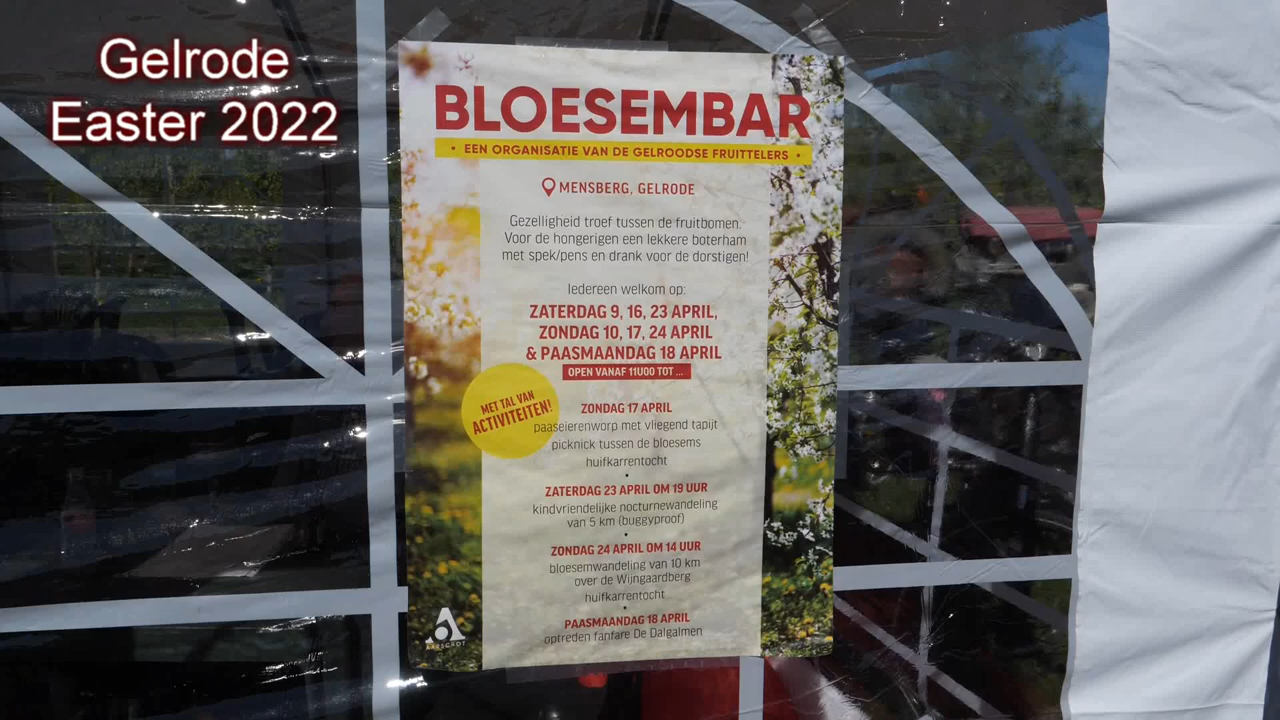 Gelrode
Easter 2022
BLOESEMBAR
• EEN ORGANISATIE VAN DE GELROODSE FRUITTELERS •
MENSBERG, GELRODE
Gezelligheid troef tussen de fruitbomen.
Voor de hongerigen een lekkere boterham
met spek/pens en drank voor de dorstigen!
Iedereen welkom op:
ZATERDAG 9, 16, 23 APRIL,
ZONDAG 10, 17, 24 APRIL
& PAASMAANDAG 18 APRIL
OPEN VANAF 11U00 TOT ...
MET TAL VAN
ACTIVITEITEN!
ZONDAG 17 APRIL
paaseierenworp met vliegend tapijt
picknick tussen de bloesems
huifkarrentocht
•
ZATERDAG 23 APRIL OM 19 UUR
kindvriendelijke nocturnewandeling
van 5 km (buggyproof)
•
ZONDAG 24 APRIL OM 14 UUR
bloesemwandeling van 10 km
over de Wijngaardberg
huifkarrentocht
•
PAASMAANDAG 18 APRIL
optreden fanfare De Dalgalmen
AARSCHOT